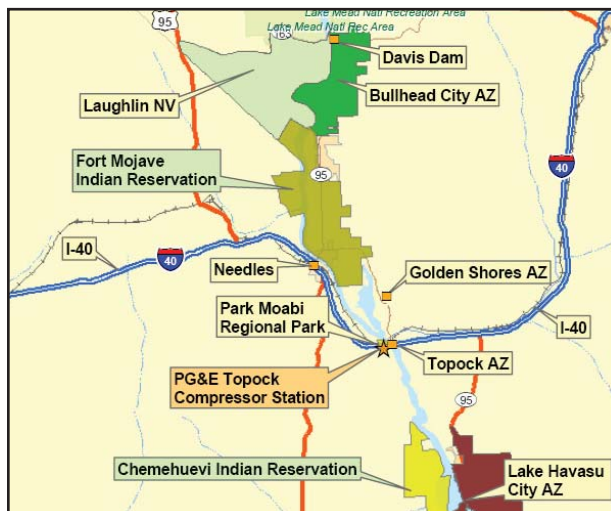 Lake Mead Natl Recreation Area
Lake Mead Natl Rec Area
95
163
Davis Dam
Laughlin NV
Bullhead City AZ
Fort Mojave
Indian Reservation
95
40
I-40
40
Needles
Golden Shores AZ
Park Moabi
Regional Park
I-40
Topock AZ
PG&E Topock
Compressor Station
95
Chemehuevi Indian Reservation
Lake Havasu
City AZ